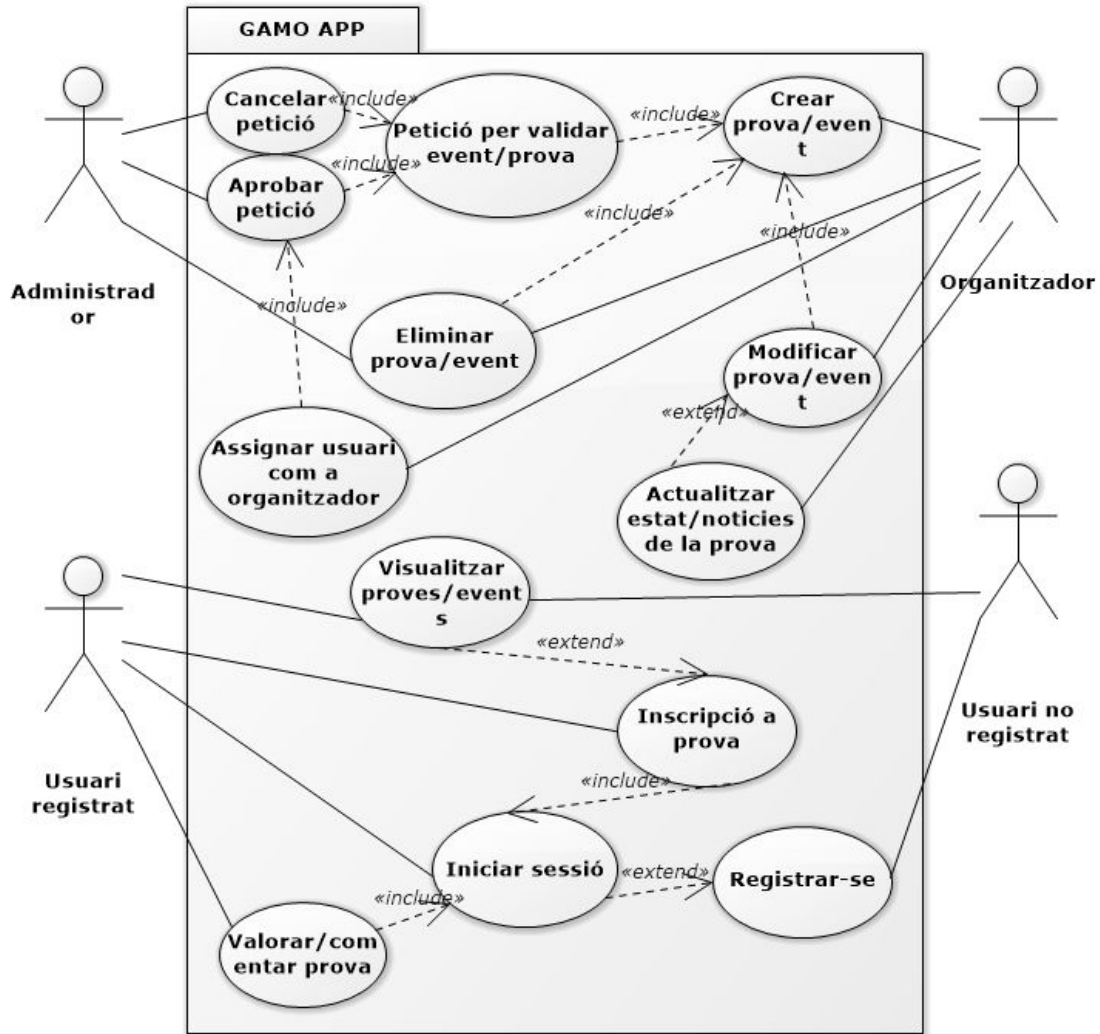 GAMO APP
Cancelar
petició
«include»
Petició per validar
event/prova
«include»
Crear
prova/even
t
Aprobar
petició
«include»
«include»
«include»
Administrad
or
Organitzador
«include»
Eliminar
prova/event
Modificar
prova/even
t
«extend»
Assignar usuari
com a
organitzador
Actualitzar
estat/noticies
de la prova
Visualitzar
proves/event
s
«extend»
Inscripció a
prova
Usuari no
registrat
Usuari
registrat
«include»
Iniciar sessió
«extend»
Registrar-se
«include»
Valorar/com
entar prova